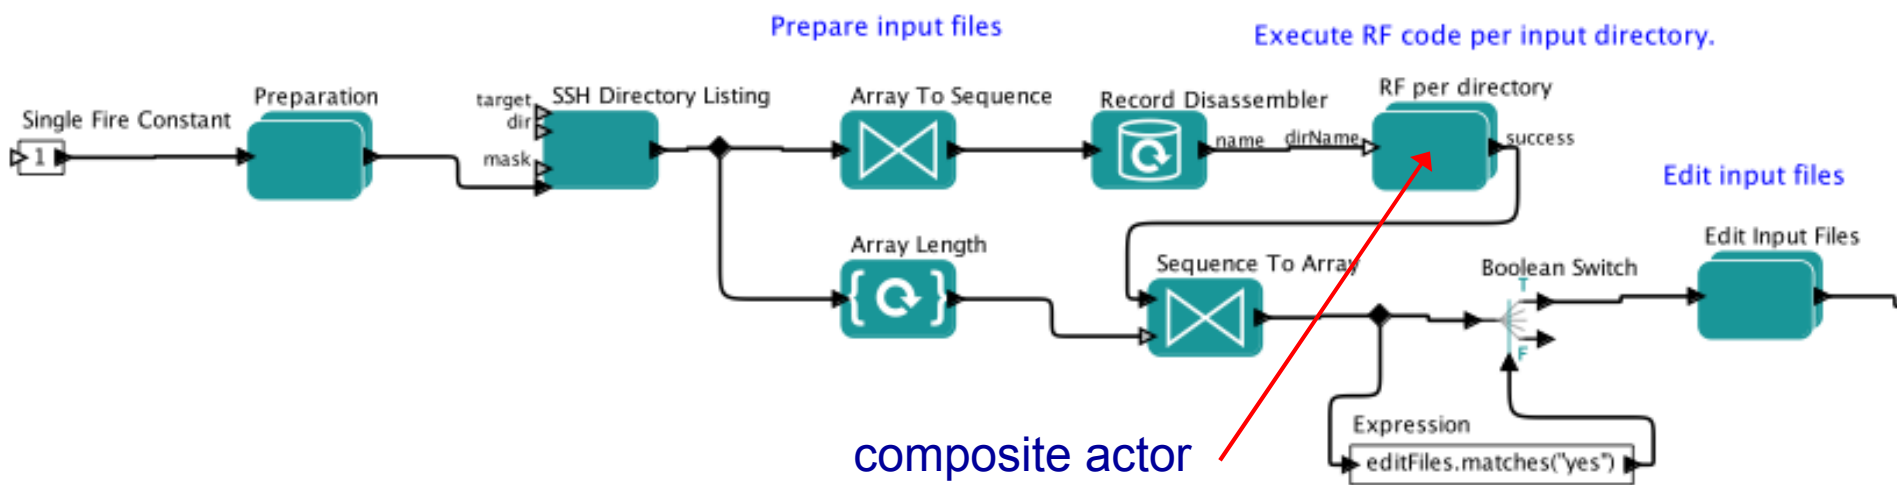 Prepare input files
Execute RF code per input directory.
Single Fire Constant
1
Preparation
target
dir
mask
SSH Directory Listing
Array To Sequence
Record Disassembler
name
dirName
RF per directory
success
Edit input files
Array Length
{ }
Sequence To Array
Boolean Switch
T
F
Edit Input Files
Expression
editFiles.matches("yes")
composite actor